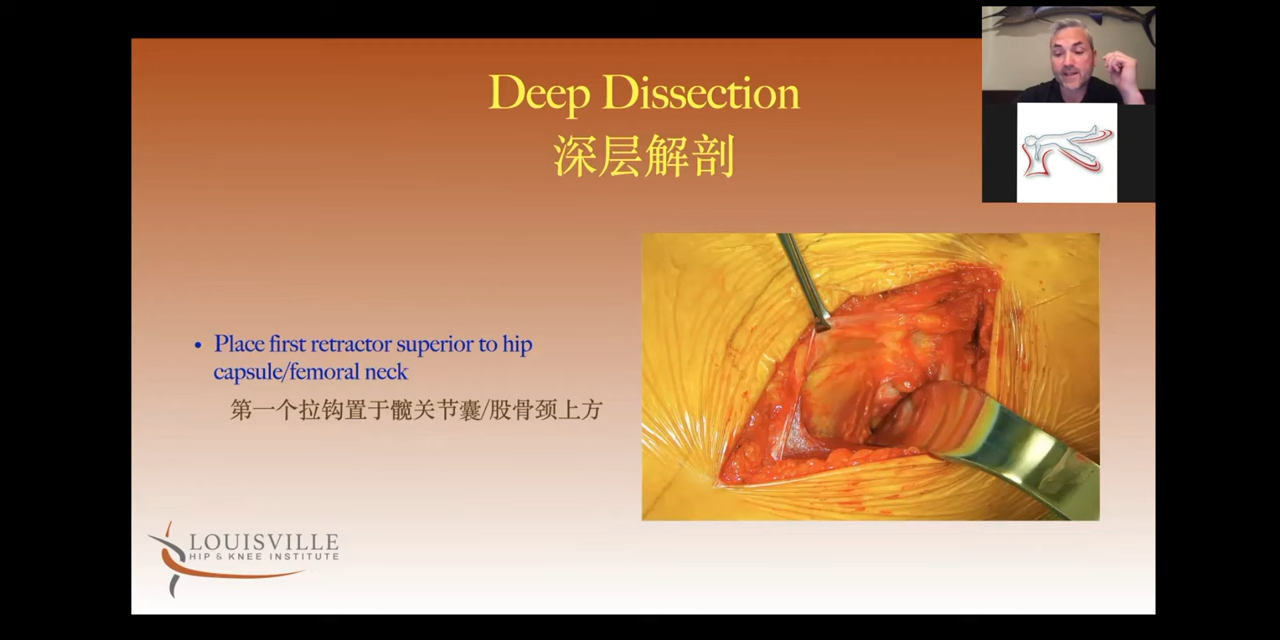 Deep Dissection
深层解剖
• Place first retractor superior to hip
capsule/femoral neck
第一个拉钩置于髋关节囊/股骨颈上方
LOUISVILLE
HIP & KNEE INSTITUTE